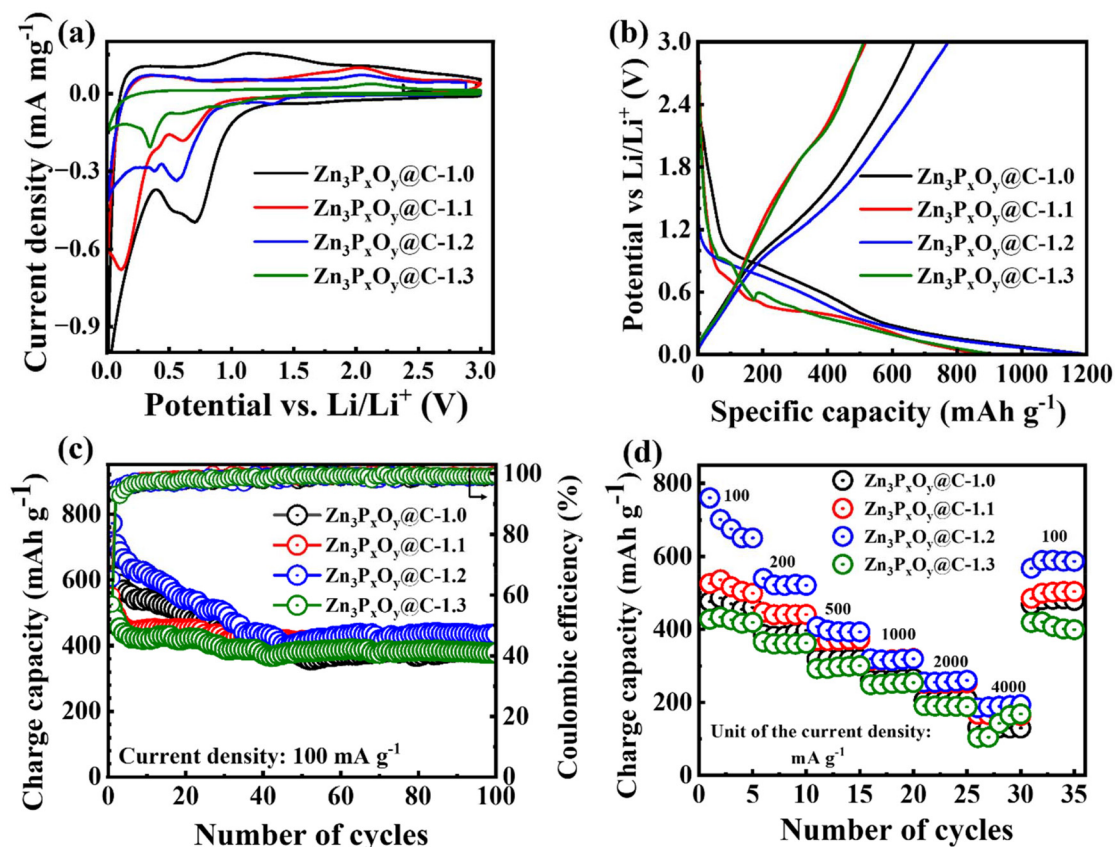 (a)
Current density (mA mg⁻¹)
0.0
−0.3
−0.6
−0.9
Zn₃PₓOᵧ@C-1.0
Zn₃PₓOᵧ@C-1.1
Zn₃PₓOᵧ@C-1.2
Zn₃PₓOᵧ@C-1.3
0.0 0.5 1.0 1.5 2.0 2.5 3.0
Potential vs. Li/Li⁺ (V)
(b)
Potential vs Li/Li⁺ (V)
3.0
2.4
1.8
1.2
0.6
0.0
Zn₃PₓOᵧ@C-1.0
Zn₃PₓOᵧ@C-1.1
Zn₃PₓOᵧ@C-1.2
Zn₃PₓOᵧ@C-1.3
0 200 400 600 800 1000 1200
Specific capacity (mAh g⁻¹)
(c)
Charge capacity (mAh g⁻¹)
800
600
400
200
0
Zn₃PₓOᵧ@C-1.0
Zn₃PₓOᵧ@C-1.1
Zn₃PₓOᵧ@C-1.2
Zn₃PₓOᵧ@C-1.3
Current density: 100 mA g⁻¹
100
80
60
40
20
0
Coulombic efficiency (%)
0 20 40 60 80 100
Number of cycles
(d)
Charge capacity (mAh g⁻¹)
800
600
400
200
0
Zn₃PₓOᵧ@C-1.0
Zn₃PₓOᵧ@C-1.1
Zn₃PₓOᵧ@C-1.2
Zn₃PₓOᵧ@C-1.3
100
200
500
1000
2000
4000
100
Unit of the current density:
mA g⁻¹
0 5 10 15 20 25 30 35
Number of cycles